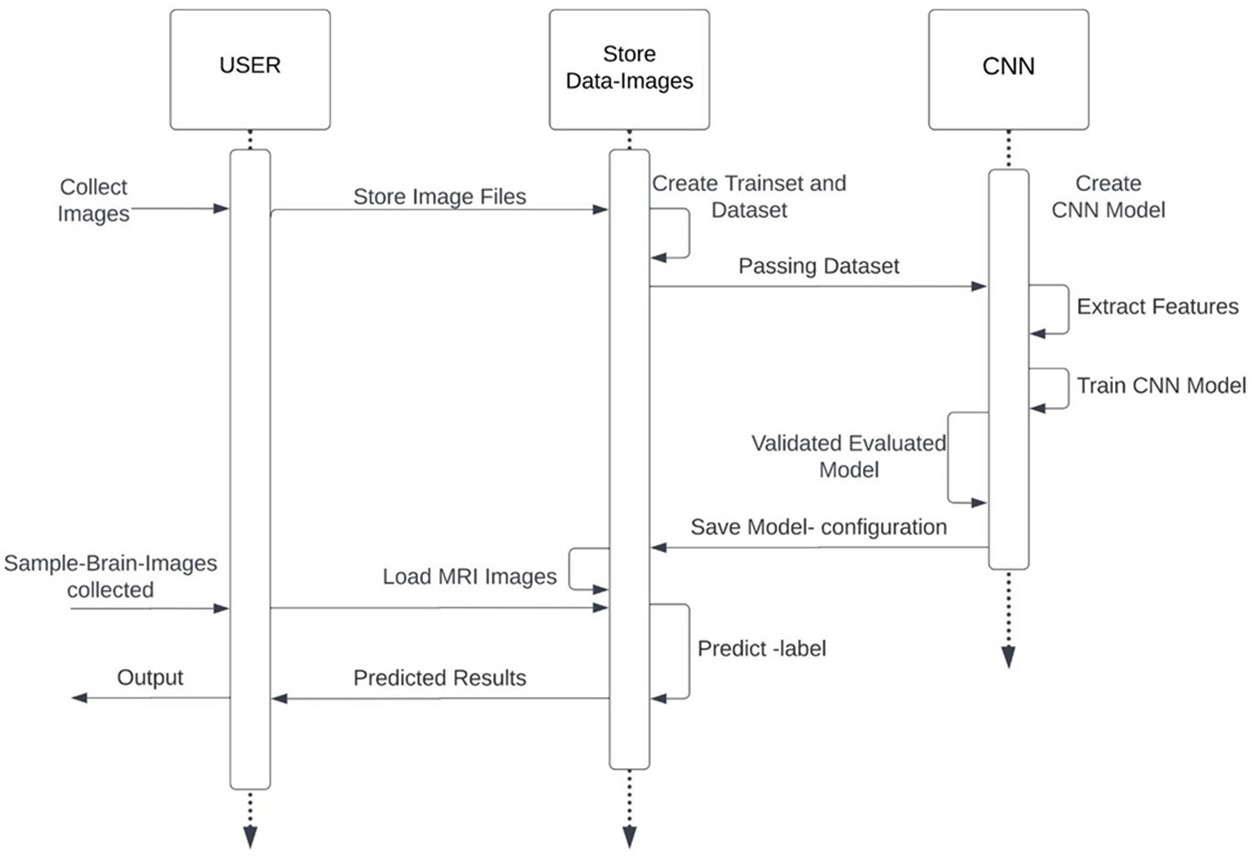 USER
Store
Data-Images
CNN
Collect
Images
Store Image Files
Create Trainset and
Dataset
Create
CNN Model
Passing Dataset
Extract Features
Train CNN Model
Validated Evaluated
Model
Save Model- configuration
Sample-Brain-Images
collected
Load MRI Images
Predict -label
Output
Predicted Results